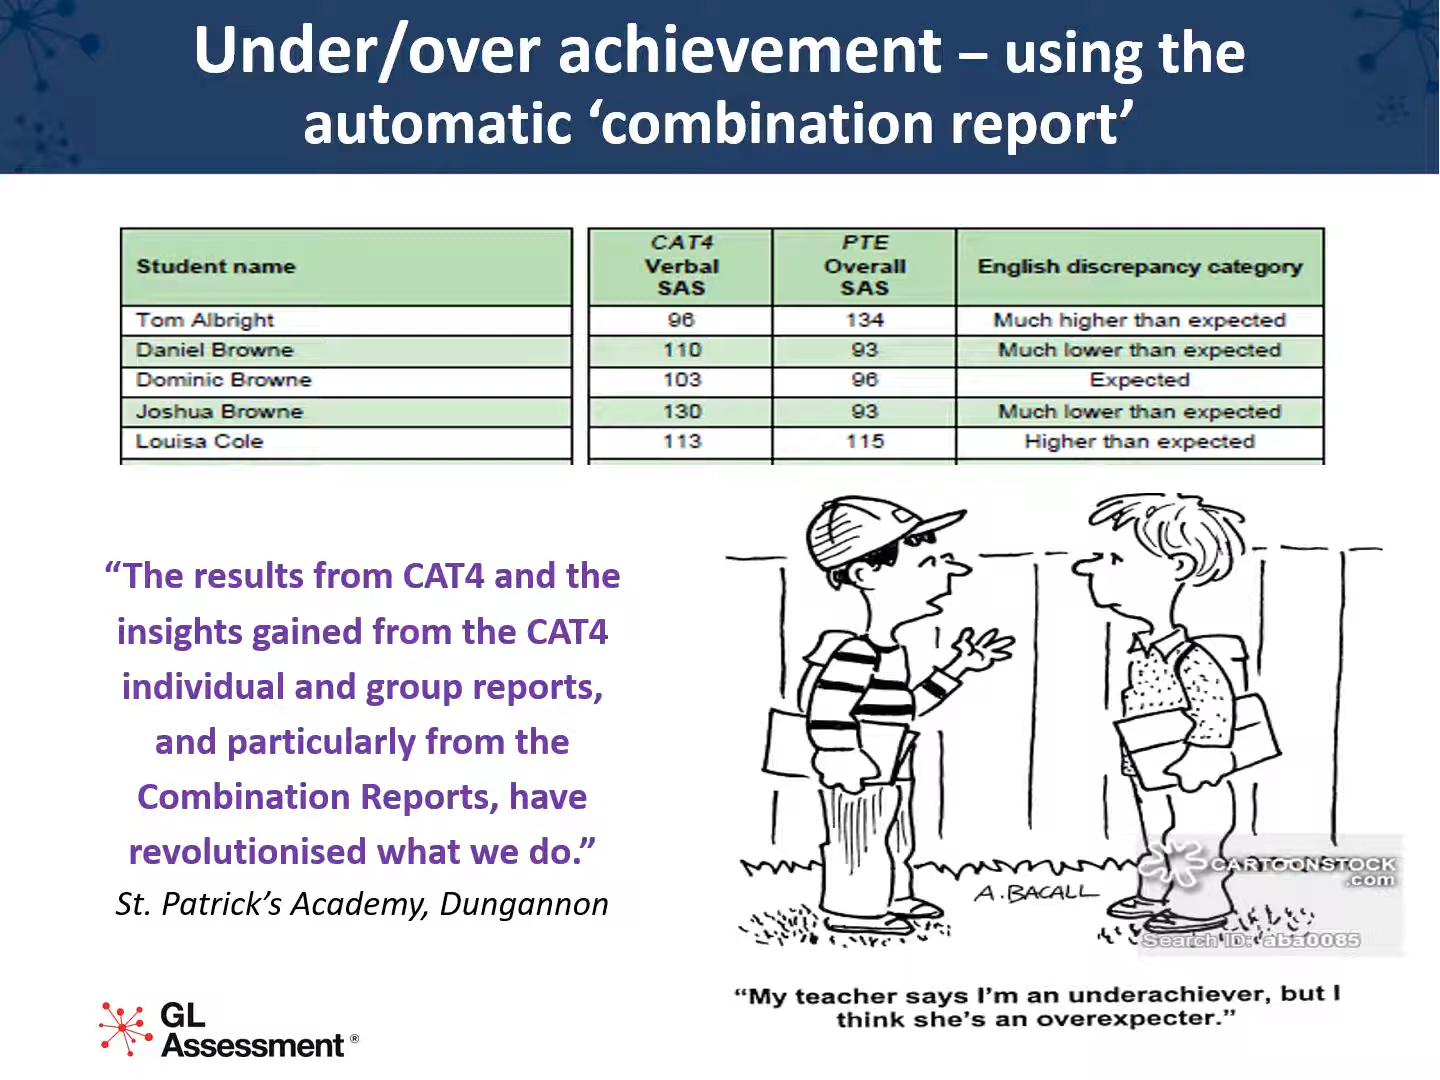 Under/over achievement – using the
automatic ‘combination report’
Student name
CAT4 Verbal SAS
PTE Overall SAS
English discrepancy category
Tom Albright 96 134 Much higher than expected
Daniel Browne 110 93 Much lower than expected
Dominic Browne 103 96 Expected
Joshua Browne 130 93 Much lower than expected
Louisa Cole 113 115 Higher than expected
“The results from CAT4 and the
insights gained from the CAT4
individual and group reports,
and particularly from the
Combination Reports, have
revolutionised what we do.”
St. Patrick’s Academy, Dungannon
A. BACALL
CARTOONSTOCK
.com
Search ID: aba0085
“My teacher says I’m an underachiever, but I
think she’s an overexpecter.”
GL
Assessment®